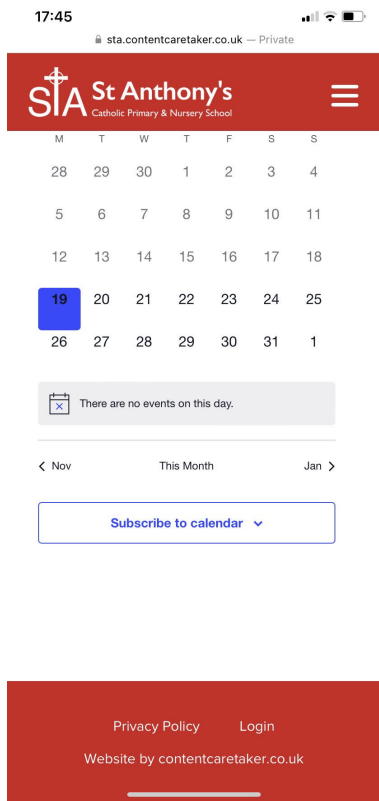 17:45
sta.contentcaretaker.co.uk — Private
STA St Anthony's
Catholic Primary & Nursery School
M T W T F S S
28 29 30 1 2 3 4
5 6 7 8 9 10 11
12 13 14 15 16 17 18
19 20 21 22 23 24 25
26 27 28 29 30 31 1
There are no events on this day.
Nov This Month Jan
Subscribe to calendar
Privacy Policy Login
Website by contentcaretaker.co.uk